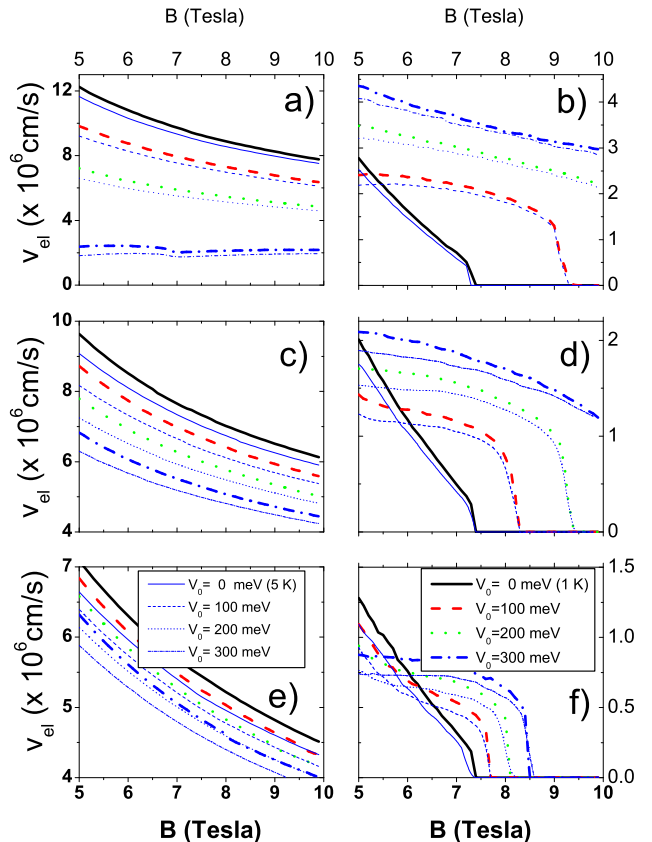 B (Tesla) B (Tesla)
5 6 7 8 9 10 5 6 7 8 9 10
a) b)
v_el (x 10^6cm/s)
12
8
4
0
4
3
2
1
0
c) d)
v_el (x 10^6cm/s)
10
8
6
4
2
1
0
e) f)
v_el (x 10^6cm/s)
7
6
5
4
V_0= 0 meV (5 K)
V_0= 100 meV
V_0= 200 meV
V_0= 300 meV
V_0= 0 meV (1 K)
V_0=100 meV
V_0=200 meV
V_0=300 meV
1.5
1.0
0.5
0.0
5 6 7 8 9 10 5 6 7 8 9 10
B (Tesla) B (Tesla)